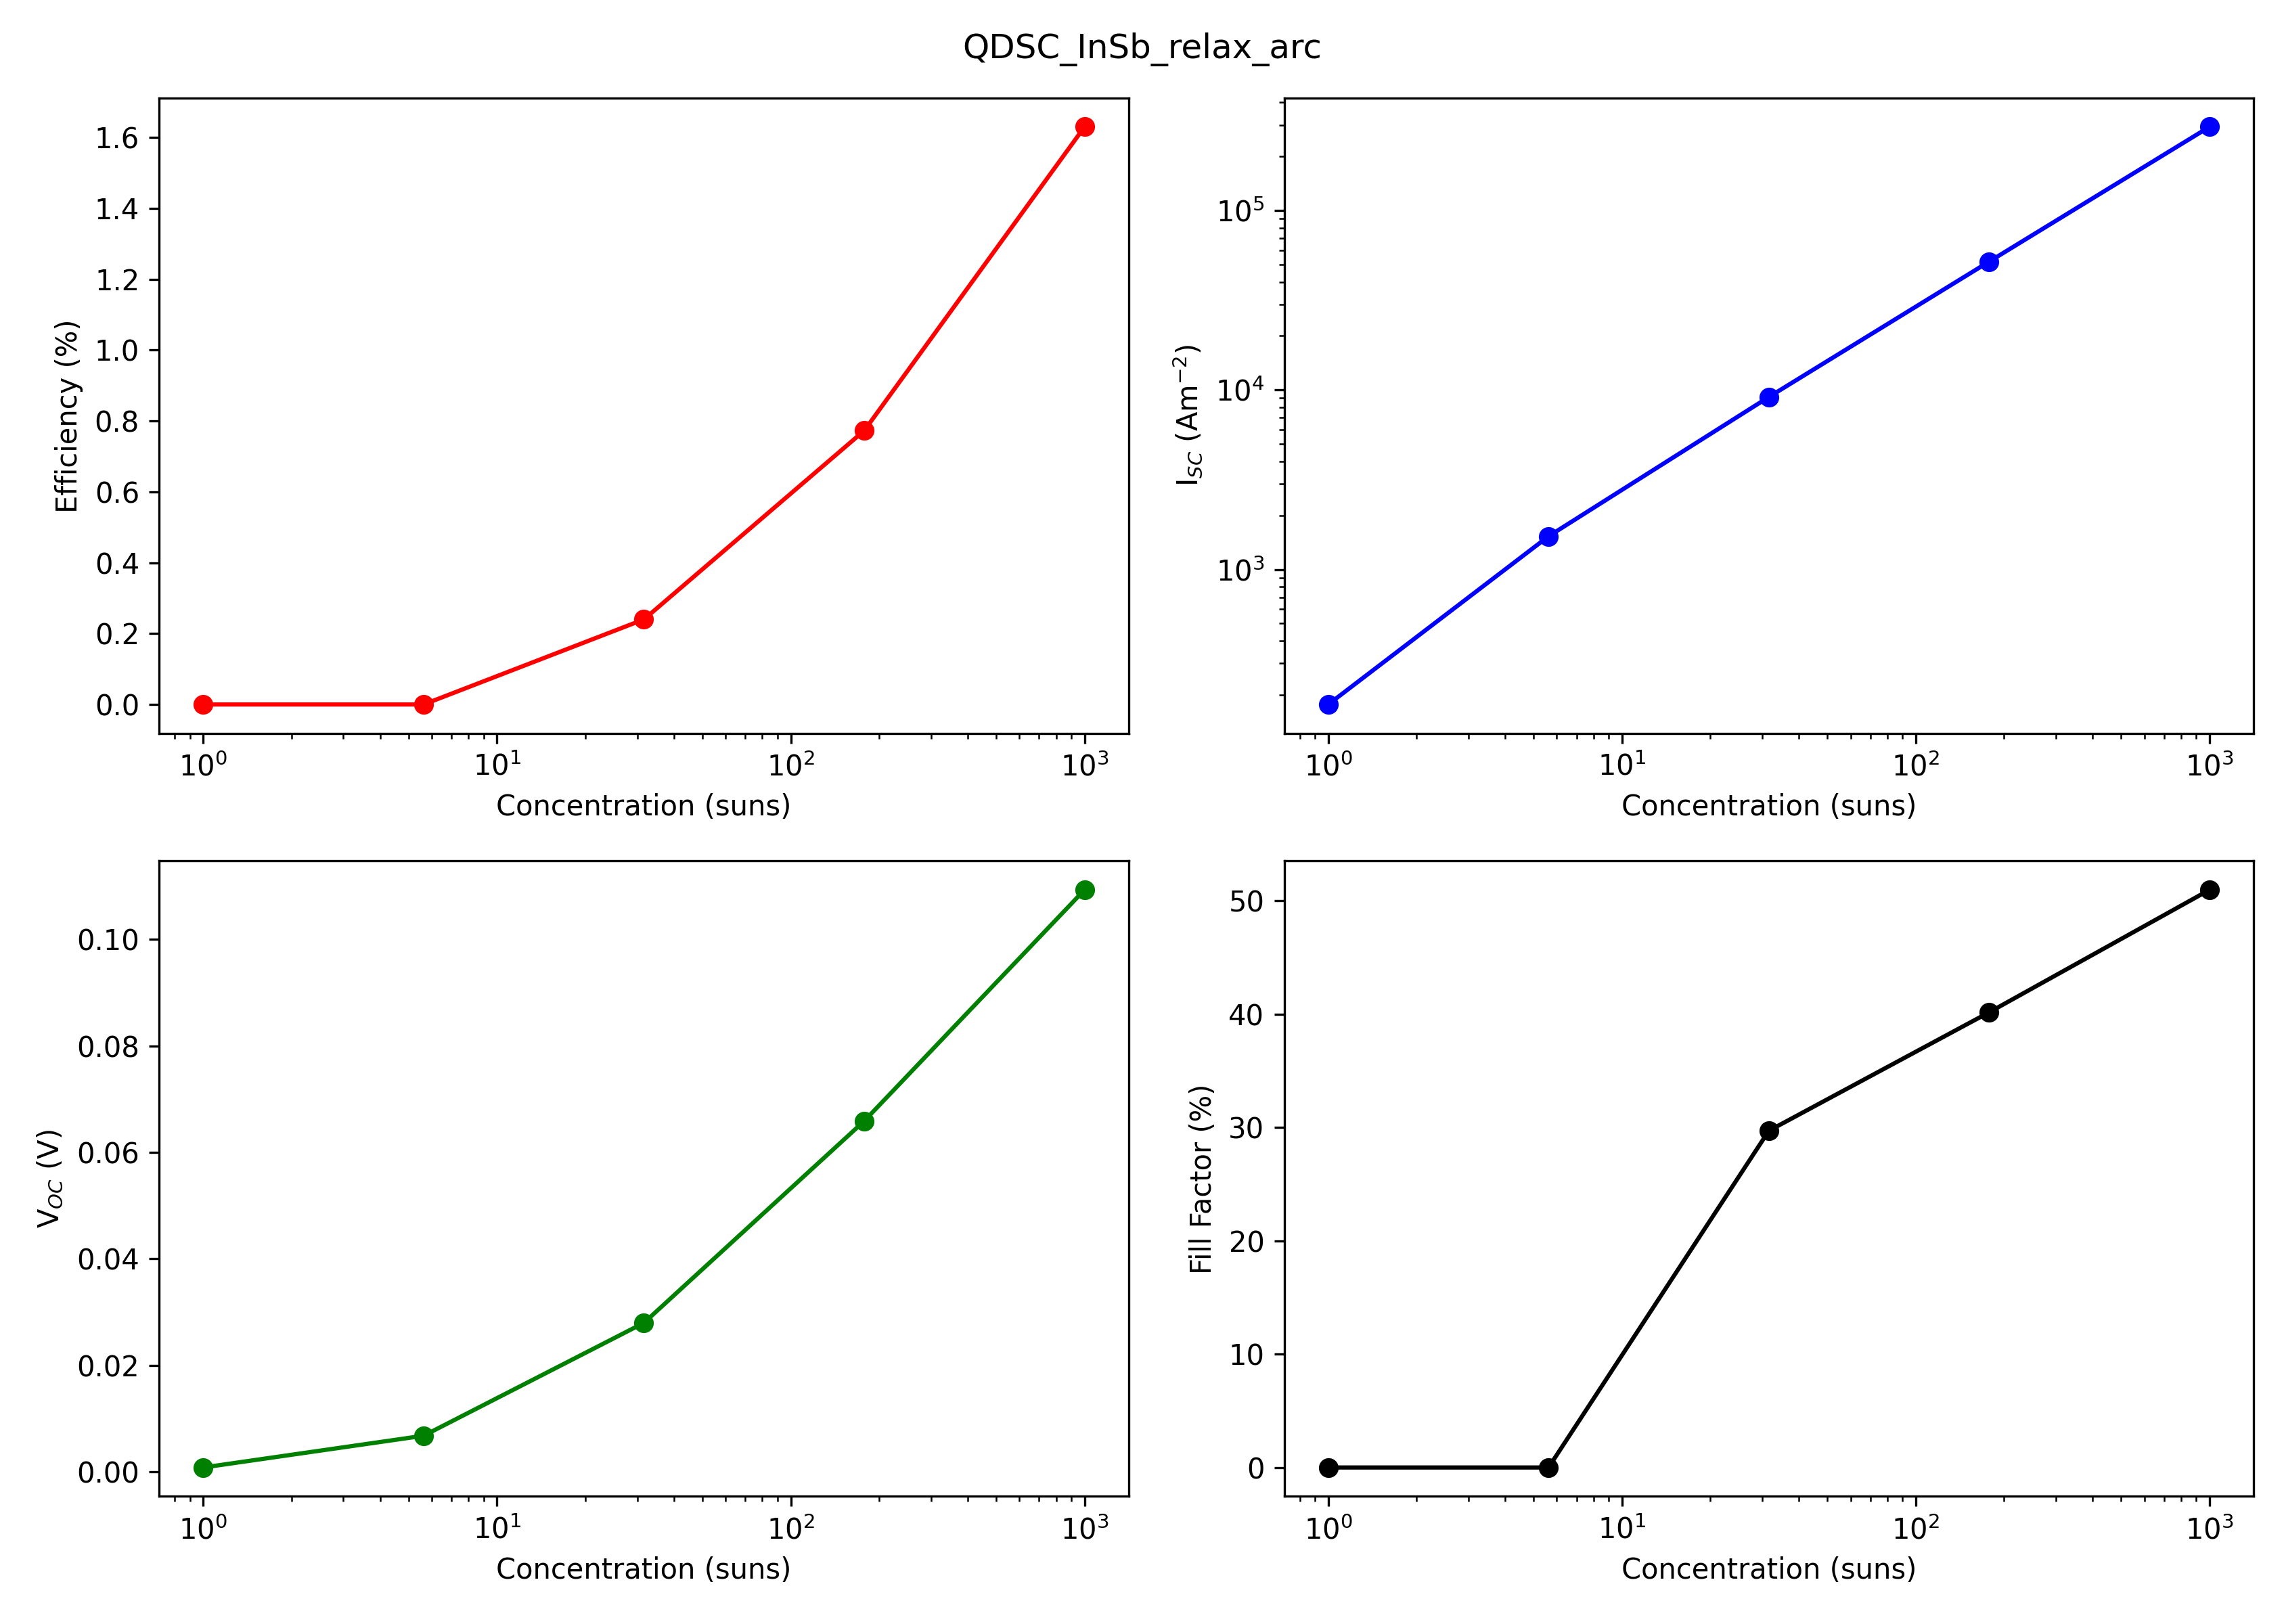 QDSC_InSb_relax_arc
Efficiency (%)
1.6
1.4
1.2
1.0
0.8
0.6
0.4
0.2
0.0
10⁰ 10¹ 10² 10³
Concentration (suns)
I_SC (Am⁻²)
10⁵
10⁴
10³
10⁰ 10¹ 10² 10³
Concentration (suns)
V_OC (V)
0.10
0.08
0.06
0.04
0.02
0.00
10⁰ 10¹ 10² 10³
Concentration (suns)
Fill Factor (%)
50
40
30
20
10
0
10⁰ 10¹ 10² 10³
Concentration (suns)